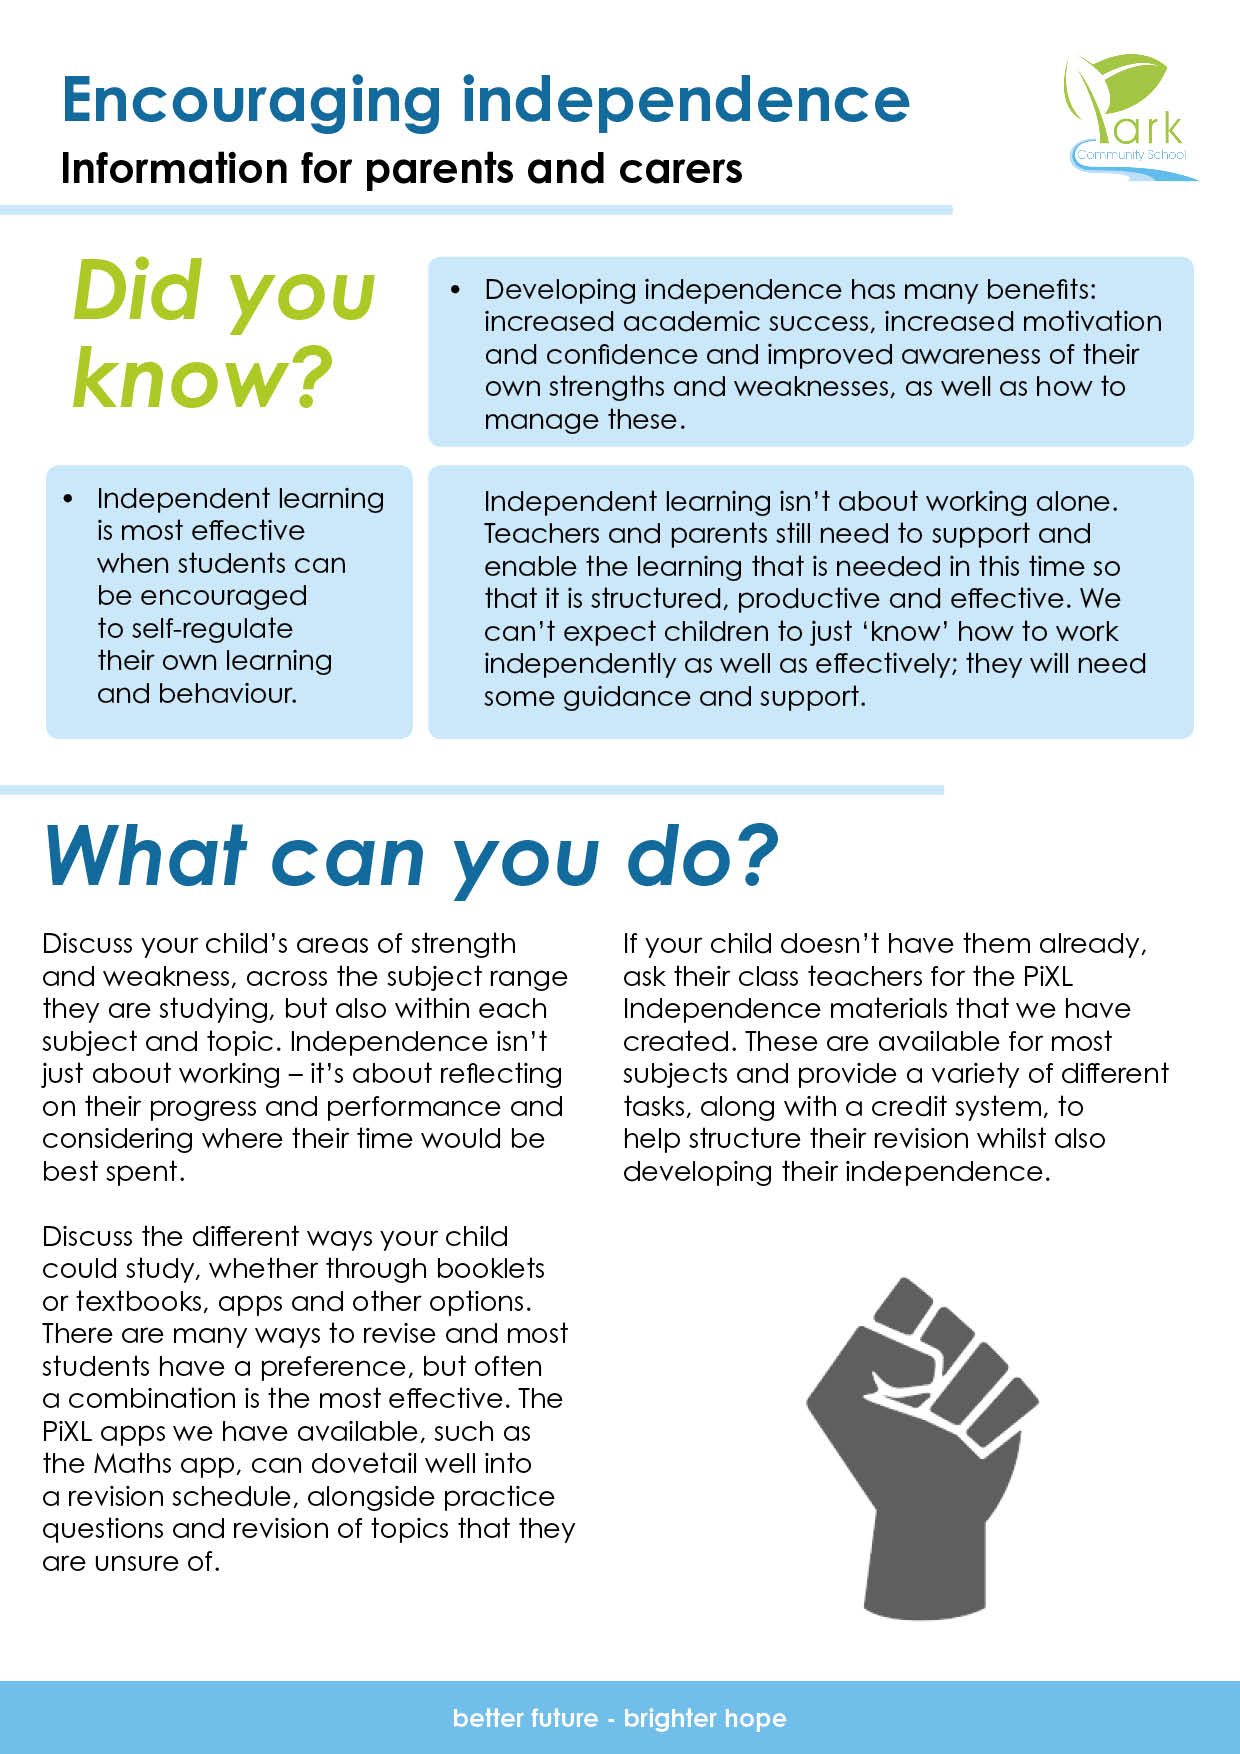 Encouraging independence
Information for parents and carers
Park
Community School
Did you
know?
• Developing independence has many benefits:
increased academic success, increased motivation
and confidence and improved awareness of their
own strengths and weaknesses, as well as how to
manage these.
• Independent learning
is most effective
when students can
be encouraged
to self-regulate
their own learning
and behaviour.
Independent learning isn’t about working alone.
Teachers and parents still need to support and
enable the learning that is needed in this time so
that it is structured, productive and effective. We
can’t expect children to just ‘know’ how to work
independently as well as effectively; they will need
some guidance and support.
What can you do?
Discuss your child’s areas of strength
and weakness, across the subject range
they are studying, but also within each
subject and topic. Independence isn’t
just about working – it’s about reflecting
on their progress and performance and
considering where their time would be
best spent.
Discuss the different ways your child
could study, whether through booklets
or textbooks, apps and other options.
There are many ways to revise and most
students have a preference, but often
a combination is the most effective. The
PiXL apps we have available, such as
the Maths app, can dovetail well into
a revision schedule, alongside practice
questions and revision of topics that they
are unsure of.
If your child doesn’t have them already,
ask their class teachers for the PiXL
Independence materials that we have
created. These are available for most
subjects and provide a variety of different
tasks, along with a credit system, to
help structure their revision whilst also
developing their independence.
better future - brighter hope